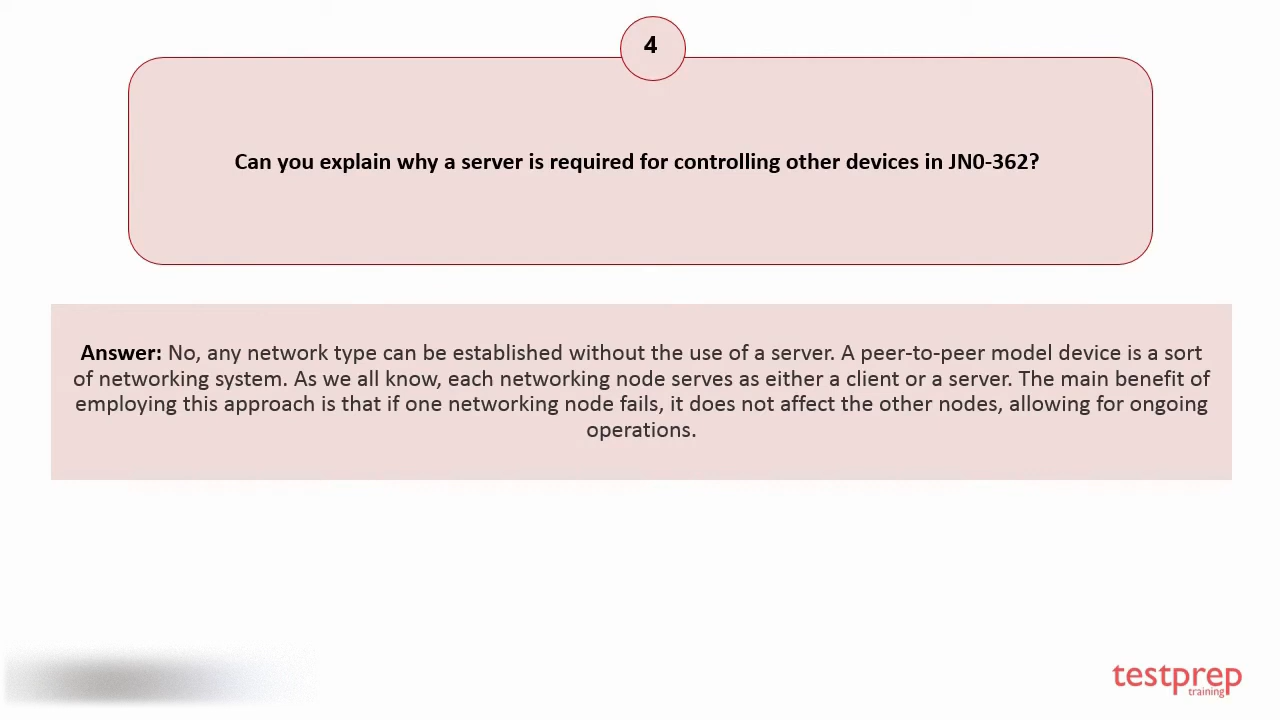 4
Can you explain why a server is required for controlling other devices in JN0-362?
Answer: No, any network type can be established without the use of a server. A peer-to-peer model device is a sort
of networking system. As we all know, each networking node serves as either a client or a server. The main benefit of
employing this approach is that if one networking node fails, it does not affect the other nodes, allowing for ongoing
operations.
testprep
training